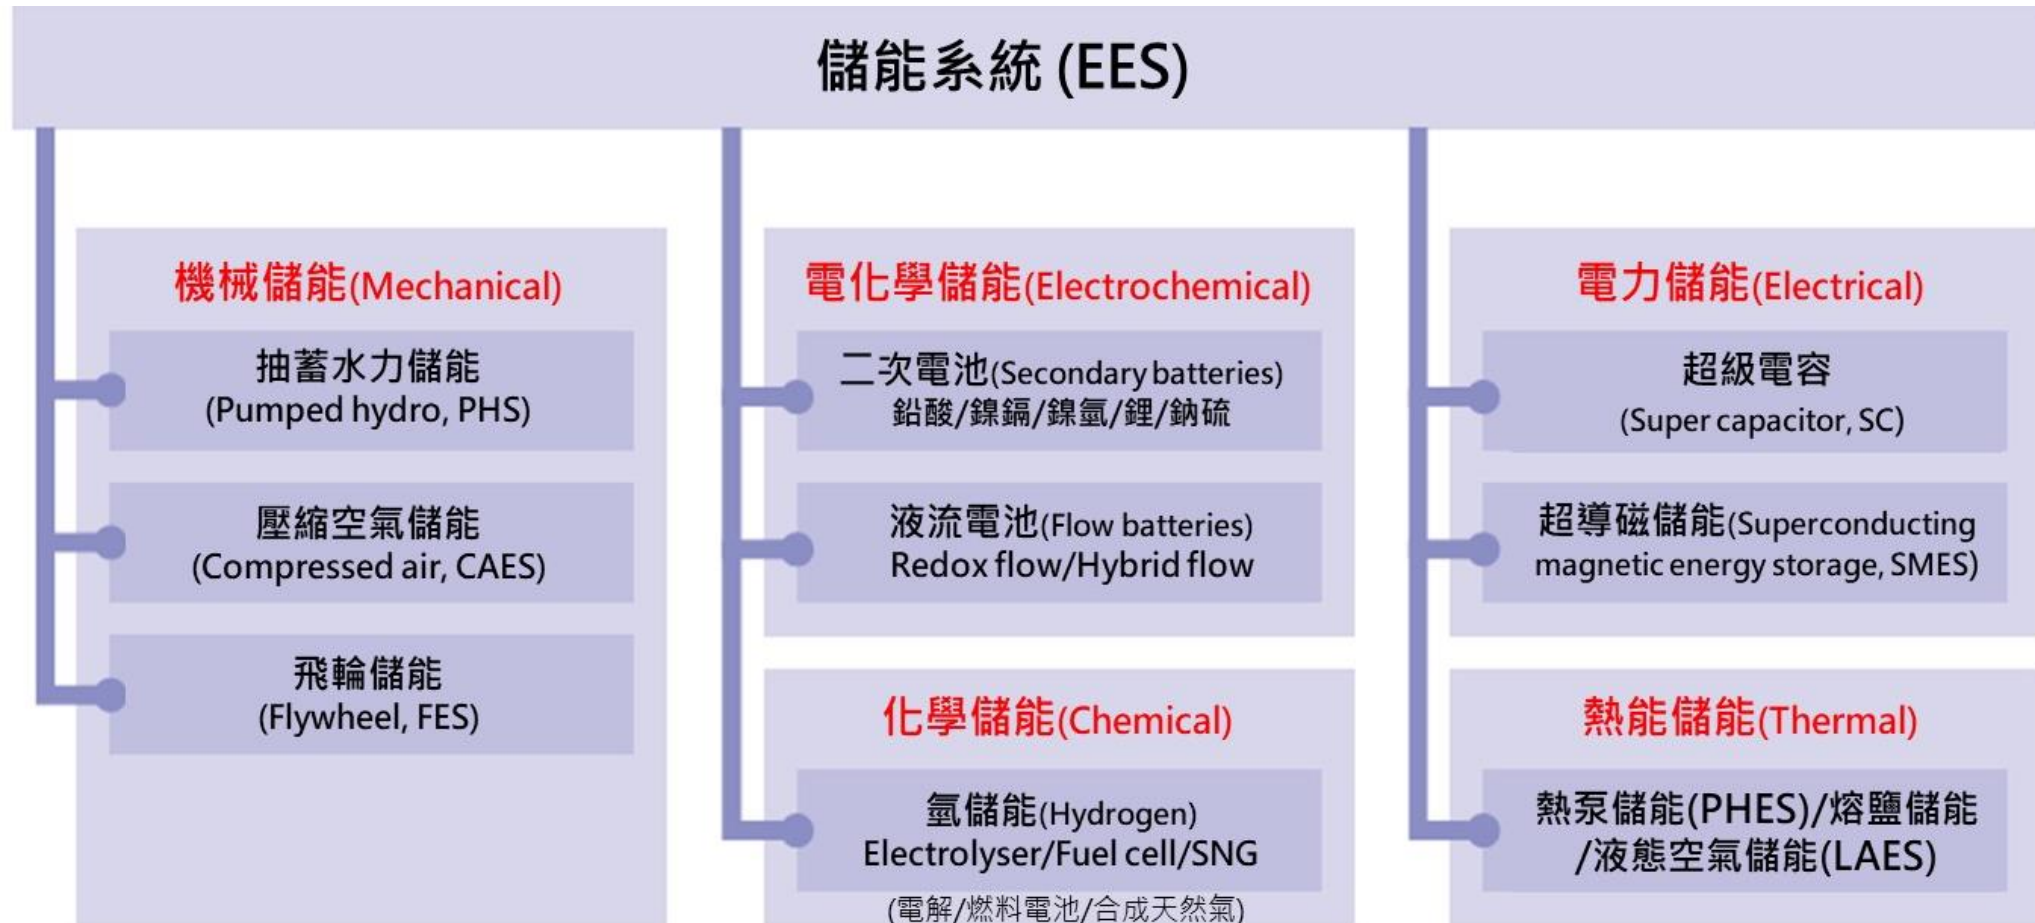 儲能系統 (EES)
機械儲能(Mechanical)
抽蓄水力儲能
(Pumped hydro, PHS)
壓縮空氣儲能
(Compressed air, CAES)
飛輪儲能
(Flywheel, FES)
電化學儲能(Electrochemical)
二次電池(Secondary batteries)
鉛酸/鎳鎘/鎳氫/鋰/鈉硫
液流電池(Flow batteries)
Redox flow/Hybrid flow
化學儲能(Chemical)
氫儲能(Hydrogen)
Electrolyser/Fuel cell/SNG
(電解/燃料電池/合成天然氣)
電力儲能(Electrical)
超級電容
(Super capacitor, SC)
超導磁儲能(Superconducting
magnetic energy storage, SMES)
熱能儲能(Thermal)
熱泵儲能(PHES)/熔鹽儲能
/液態空氣儲能(LAES)